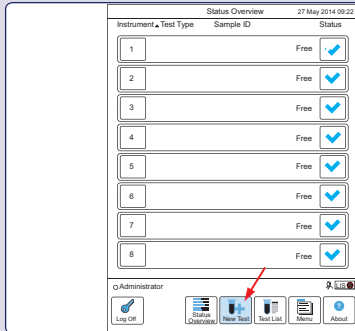 Status Overview 27 May 2014 09:22
Instrument Test Type Sample ID Status
1 Free
2 Free
3 Free
4 Free
5 Free
6 Free
7 Free
8 Free
Administrator LIS
Log Off Status Overview New Test Test List Menu About